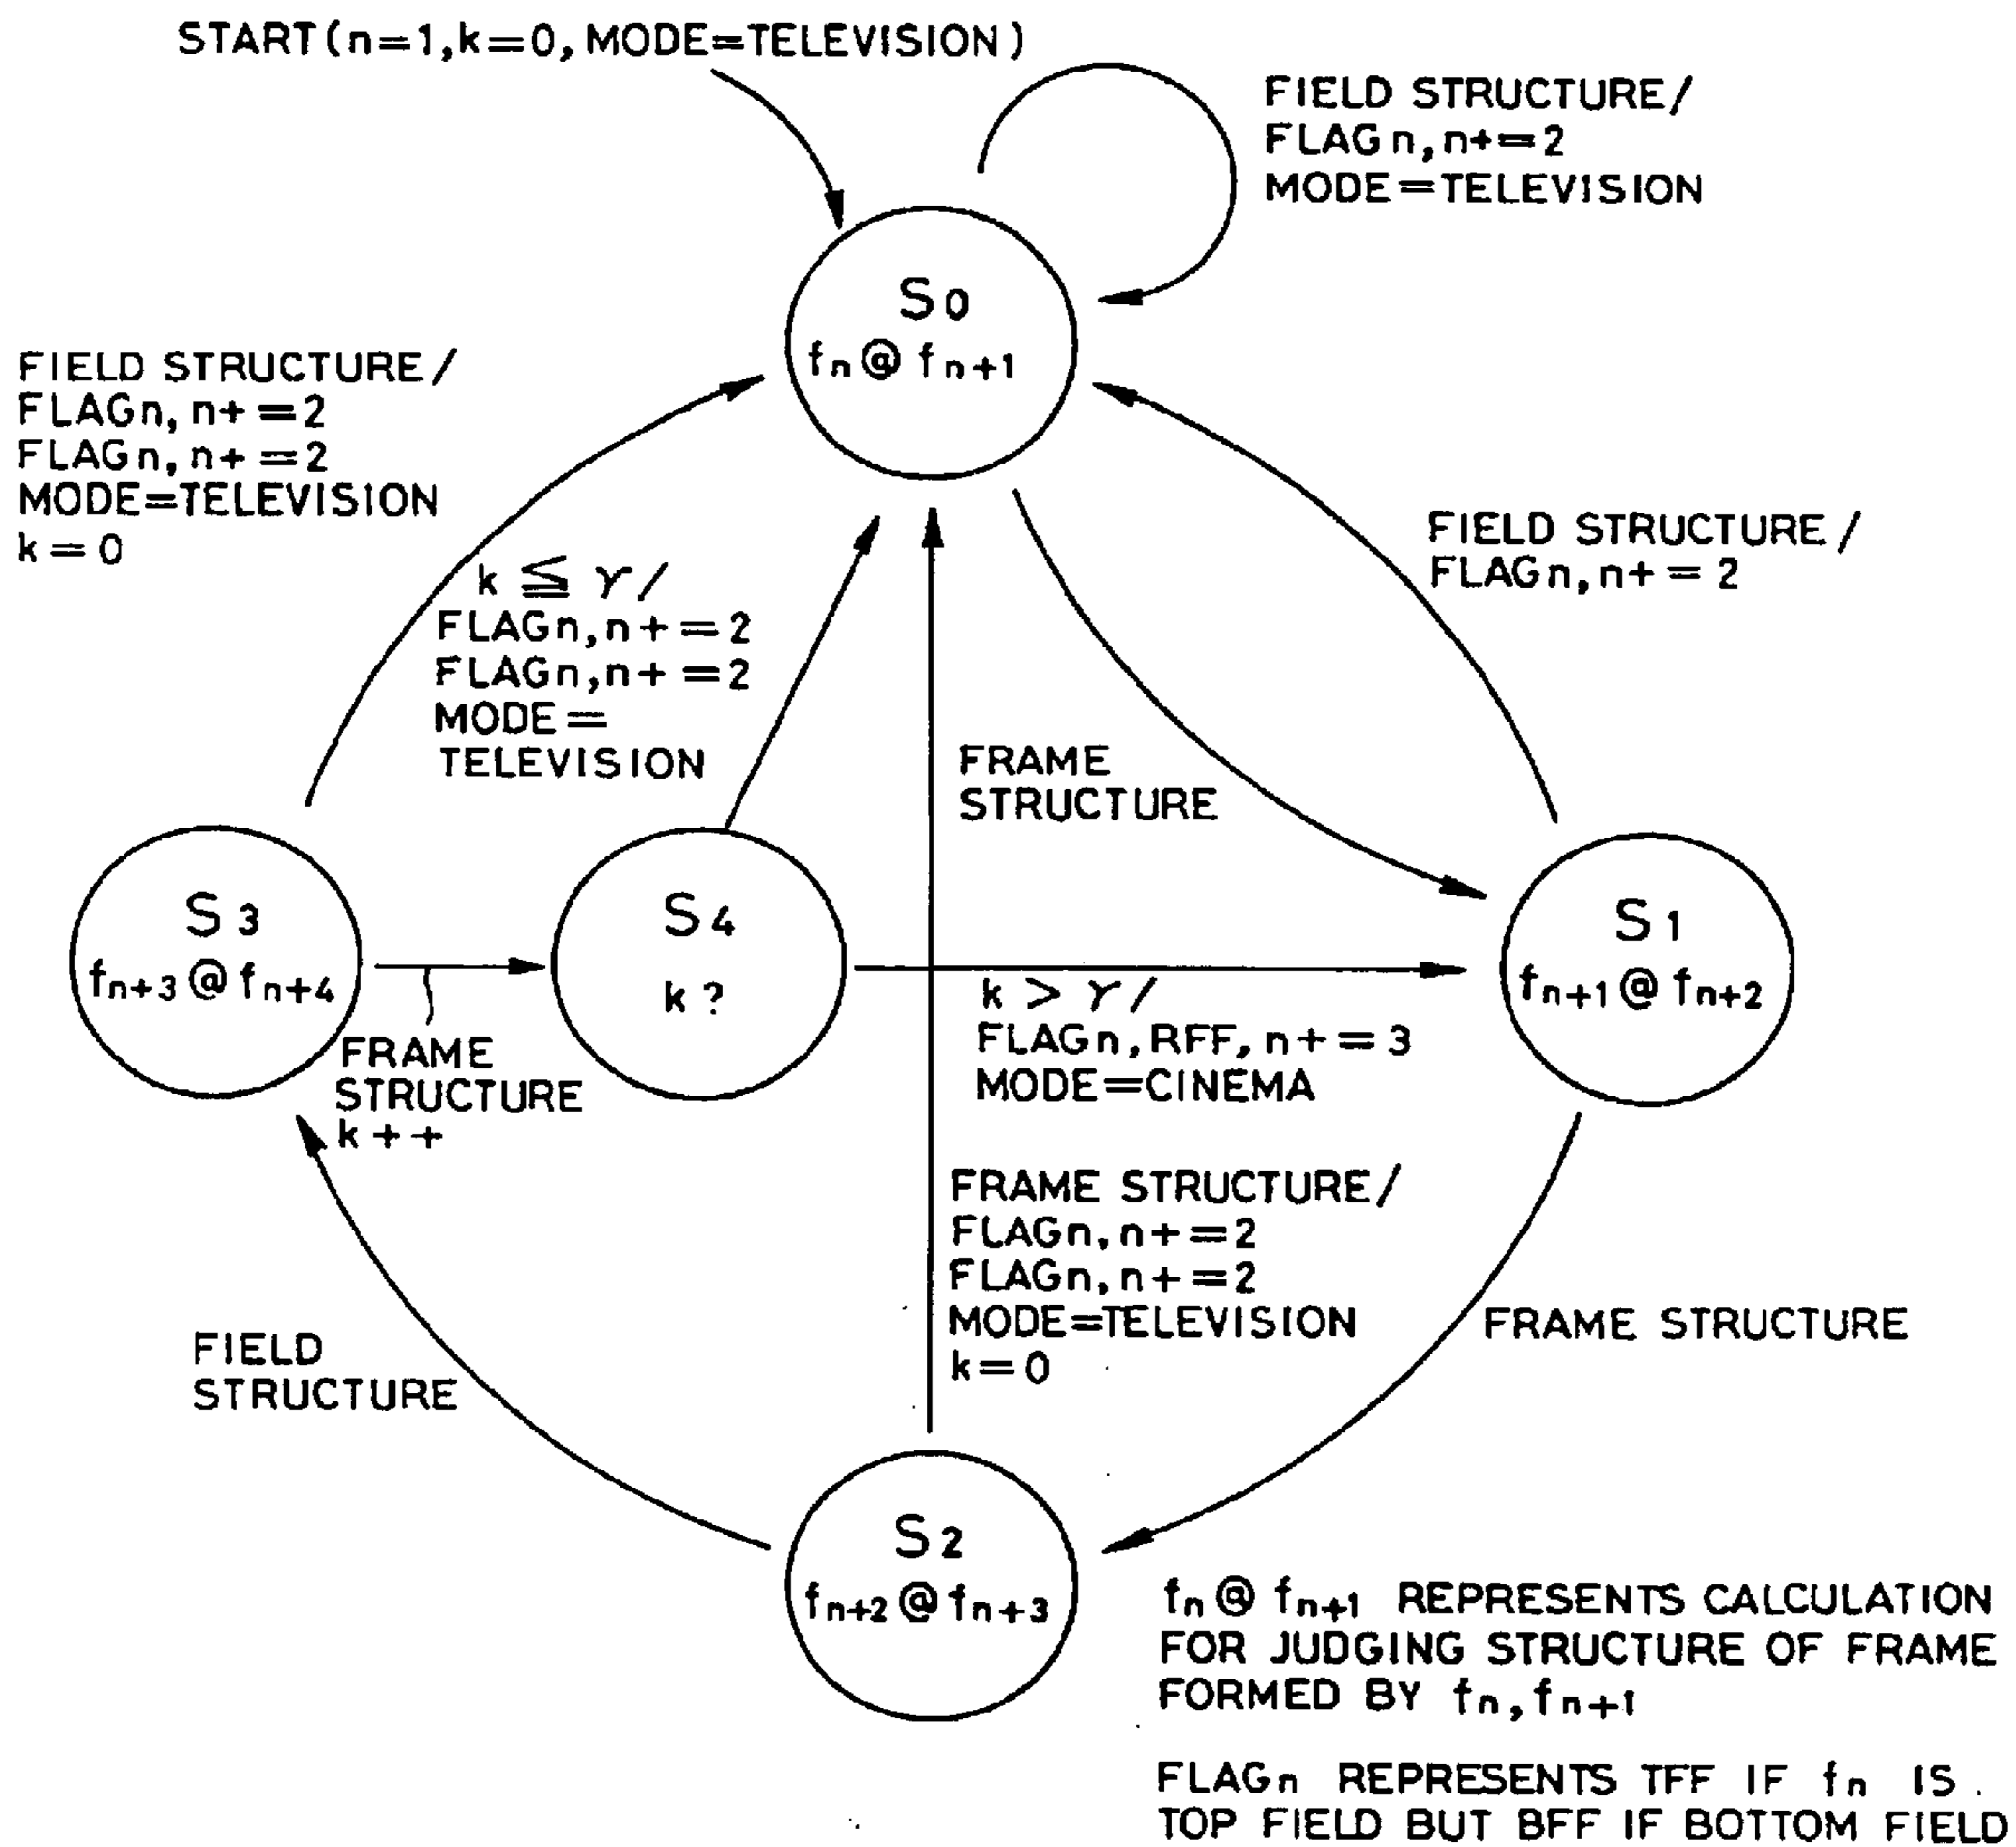 START(n=1,k=0,MODE=TELEVISION)
FIELD STRUCTURE/
FLAGn,n+=2
MODE=TELEVISION
S0
fn@fn+1
FIELD STRUCTURE/
FLAGn,n+=2
FLAGn,n+=2
MODE=TELEVISION
k=0
k≦γ/
FLAGn,n+=2
FLAGn,n+=2
MODE=
TELEVISION
FIELD STRUCTURE/
FLAGn,n+=2
FRAME
STRUCTURE
S3
fn+3@fn+4
S4
k?
S1
fn+1@fn+2
FRAME
STRUCTURE
k++
k>γ/
FLAGn,RFF,n+=3
MODE=CINEMA
FRAME STRUCTURE/
FLAGn,n+=2
FLAGn,n+=2
MODE=TELEVISION
k=0
FIELD
STRUCTURE
FRAME STRUCTURE
S2
fn+2@fn+3
fn@fn+1 REPRESENTS CALCULATION
FOR JUDGING STRUCTURE OF FRAME
FORMED BY fn,fn+1
FLAGn REPRESENTS TFF IF fn IS
TOP FIELD BUT BFF IF BOTTOM FIELD